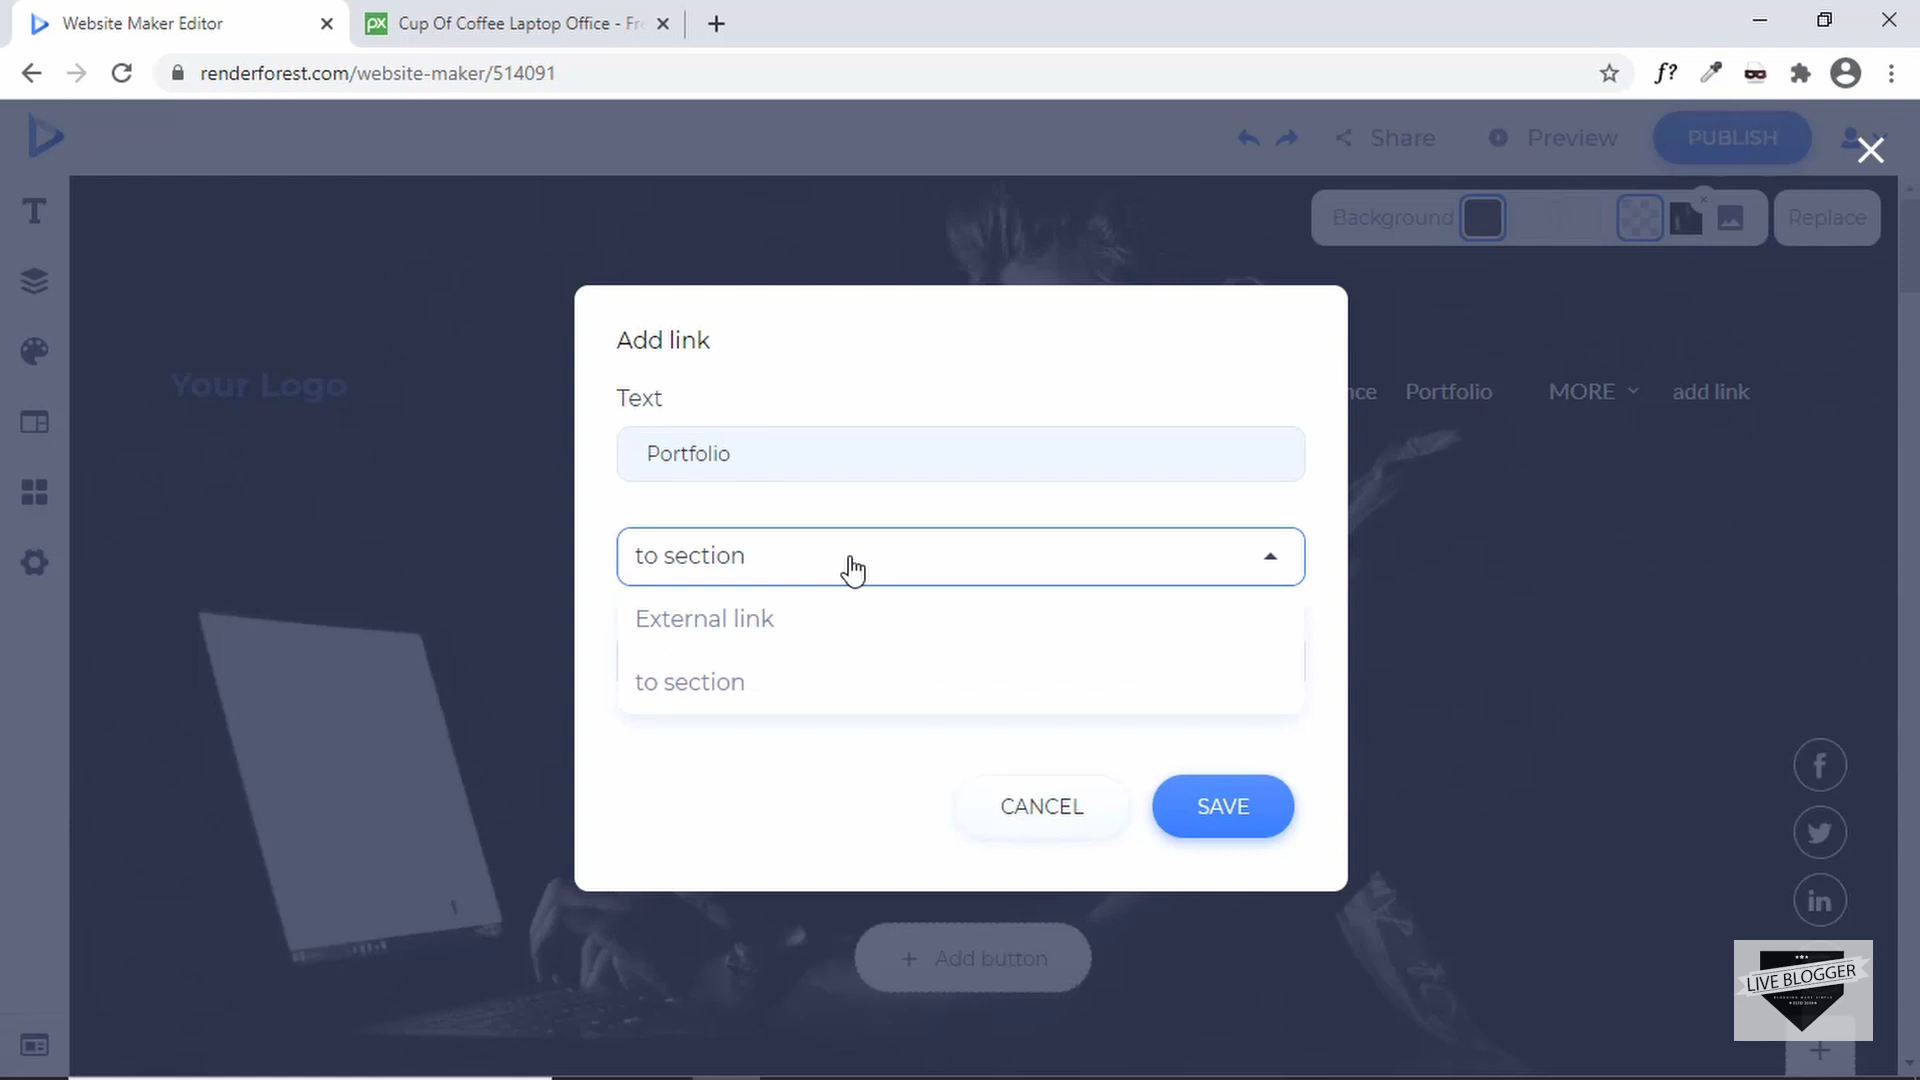 Website Maker Editor
Cup Of Coffee Laptop Office - Fre
renderforest.com/website-maker/514091
f?
Share
Preview
PUBLISH
Background
Replace
Add link
Text
Your Logo
nce
Portfolio
MORE
add link
Portfolio
to section
External link
to section
CANCEL
SAVE
+ Add button
LIVE BLOGGER